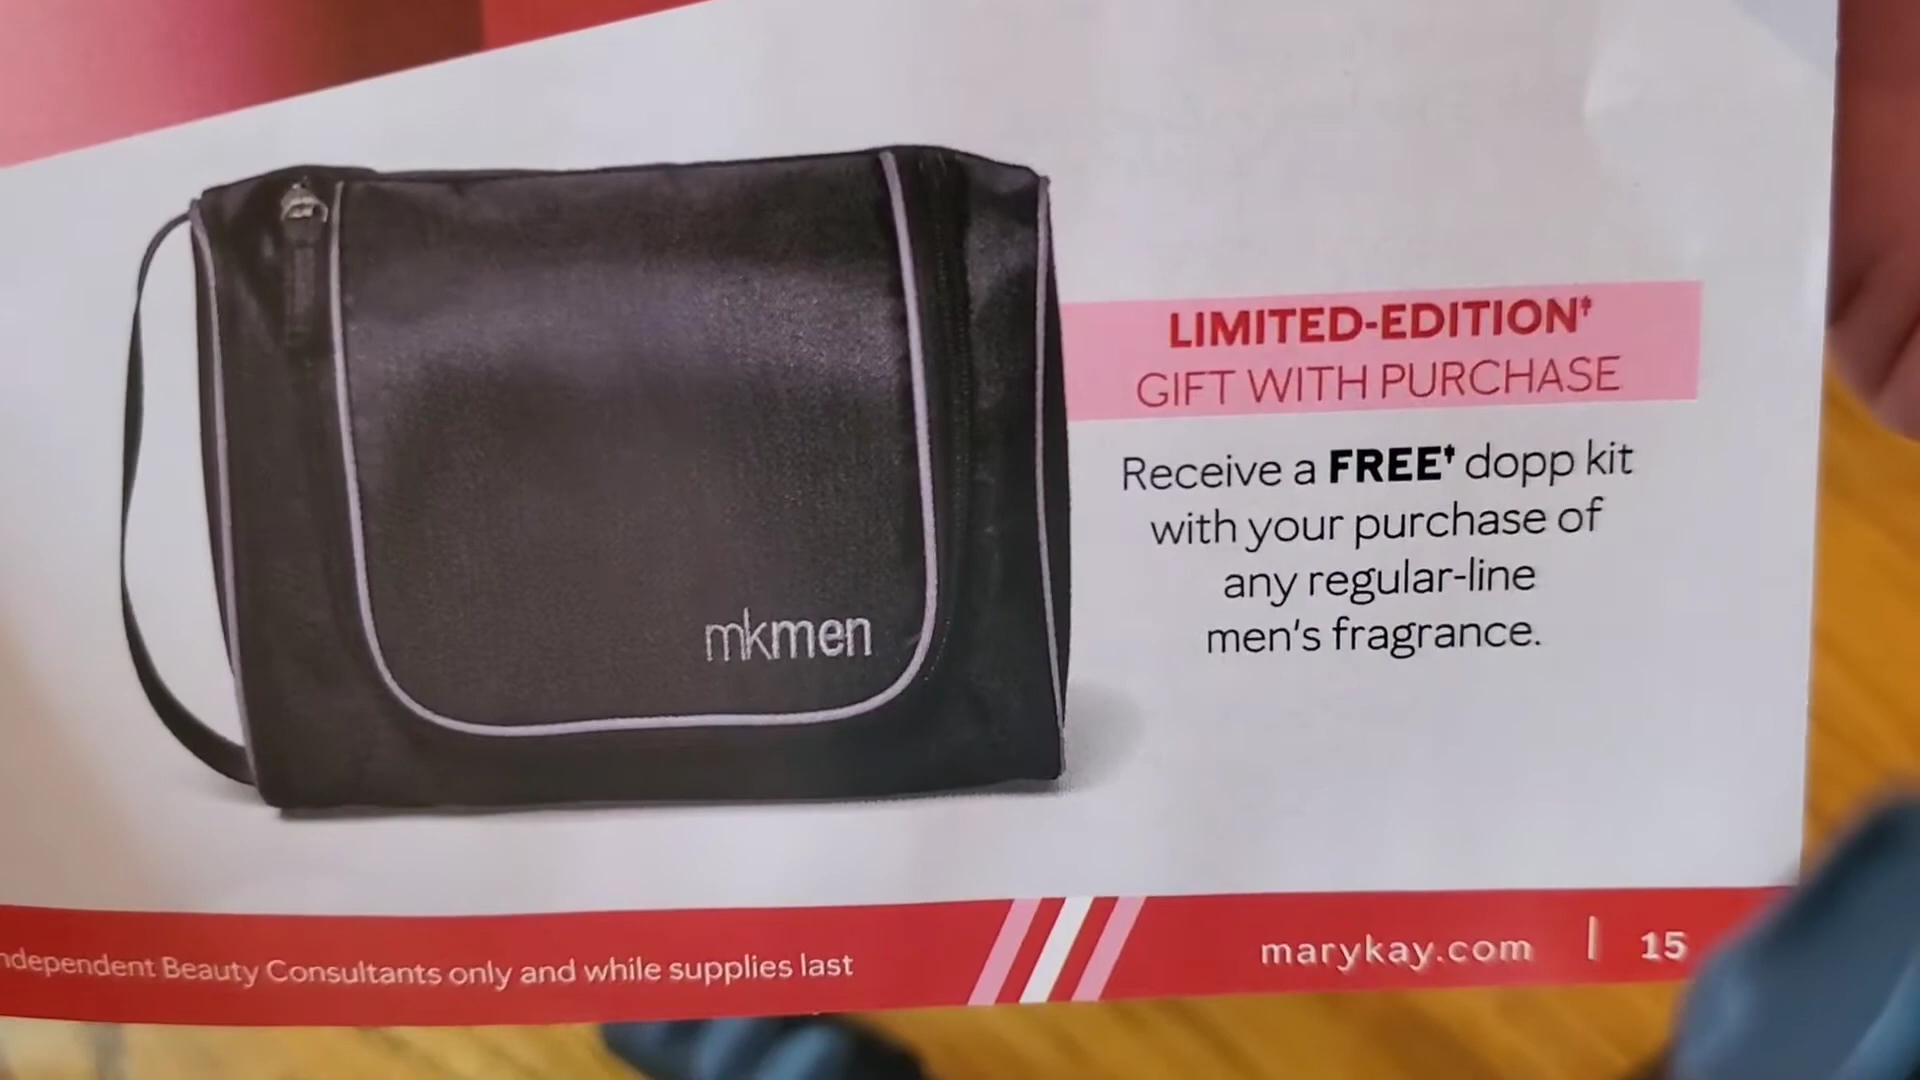 LIMITED-EDITION‡
GIFT WITH PURCHASE
Receive a FREE‡ dopp kit
with your purchase of
any regular-line
men's fragrance.
mkmen
Beauty Consultants only and while supplies last
marykay.com | 15